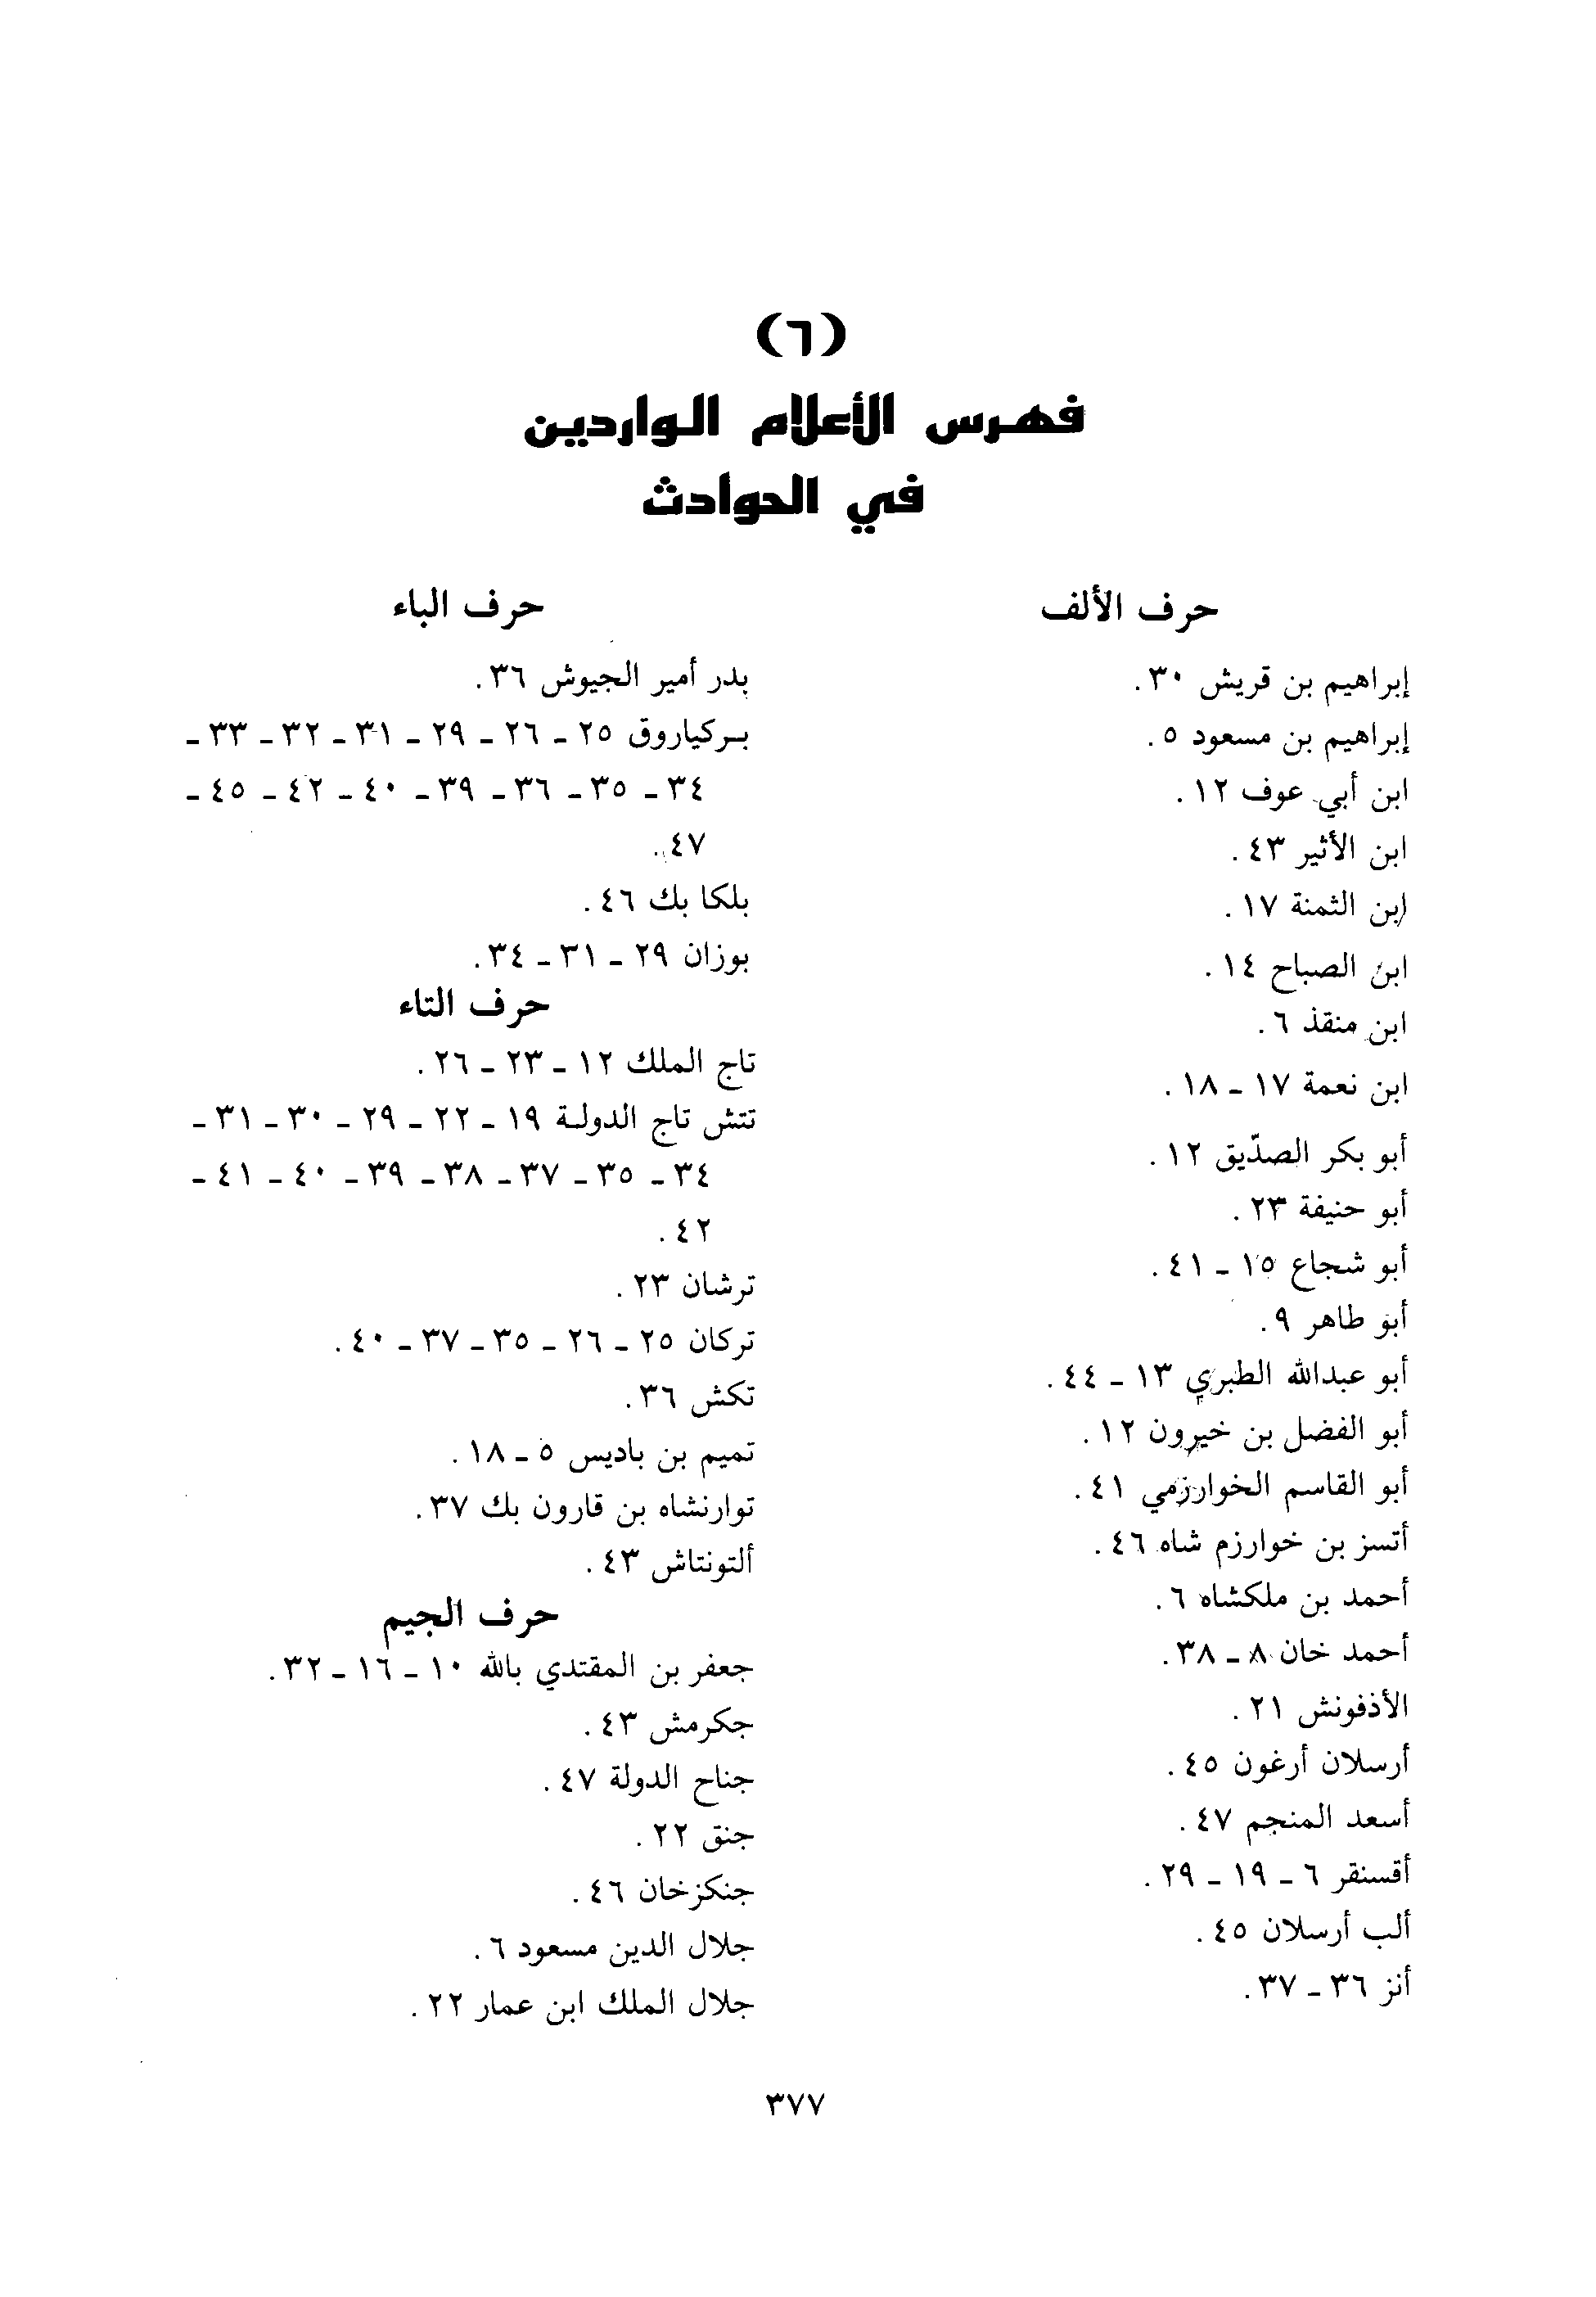 (٦)
فهرس الأعلام الواردين
في الحوادث
حرف الألف
إبراهيم بن قريش ٣٠.
إبراهيم بن مسعود ٥.
ابن أبي عوف ١٢.
ابن الأثير ٤٣.
إبن الثمنة ١٧.
ابن الصباح ١٤.
ابن منقذ ٦.
ابن نعمة ١٧ - ١٨.
أبو بكر الصدّيق ١٢.
أبو حنيفة ٢٣.
أبو شجاع ١٥ - ٤١.
أبو طاهر ٩.
أبو عبدالله الطبري ١٣ - ٤٤.
أبو الفضل بن خيرون ١٢.
أبو القاسم الخوارزمي ٤١.
أتسز بن خوارزم شاه ٤٦.
أحمد بن ملكشاه ٦.
أحمد خان ٨ - ٣٨.
الأذفونش ٢١.
أرسلان أرغون ٤٥.
أسعد المنجم ٤٧.
أقسنقر ٦ - ١٩ - ٢٩.
ألب أرسلان ٤٥.
أنز ٣٦ - ٣٧.
حرف الباء
بدر أمير الجيوش ٣٦.
بركياروق ٢٥ - ٢٦ - ٢٩ - ٣١ - ٣٢ - ٣٣ -
٣٤ - ٣٥ - ٣٦ - ٣٩ - ٤٠ - ٤٢ - ٤٥ -
٤٧.
بلكا بك ٤٦.
بوزان ٢٩ - ٣١ - ٣٤.
حرف التاء
تاج الملك ١٢ - ٢٣ - ٢٦.
تتش تاج الدولة ١٩ - ٢٢ - ٢٩ - ٣٠ - ٣١ -
٣٤ - ٣٥ - ٣٧ - ٣٨ - ٣٩ - ٤٠ - ٤١ -
٤٢.
ترشان ٢٣.
تركان ٢٥ - ٢٦ - ٣٥ - ٣٧ - ٤٠.
تكش ٣٦.
تميم بن باديس ٥ - ١٨.
توارنشاه بن قارون بك ٣٧.
ألتونتاش ٤٣.
حرف الجيم
جعفر بن المقتدي بالله ١٠ - ١٦ - ٣٢.
جكرمش ٤٣.
جناح الدولة ٤٧.
جنق ٢٢.
جنكزخان ٤٦.
جلال الدين مسعود ٦.
جلال الملك ابن عمار ٢٢.
٣٧٧